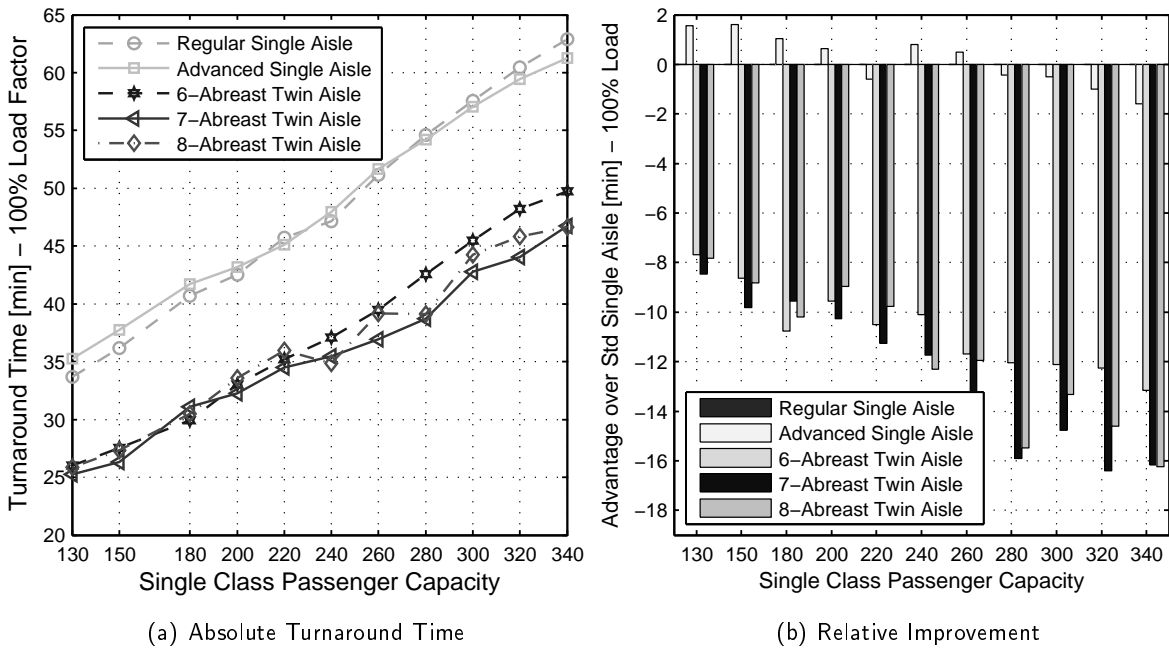 Turnaround Time [min] − 100% Load Factor
65
60
55
50
45
40
35
30
25
20
Regular Single Aisle
Advanced Single Aisle
6−Abreast Twin Aisle
7−Abreast Twin Aisle
8−Abreast Twin Aisle
130 150 180 200 220 240 260 280 300 320 340
Single Class Passenger Capacity
(a) Absolute Turnaround Time
Advantage over Std Single Aisle [min] − 100% Load
2
0
−2
−4
−6
−8
−10
−12
−14
−16
−18
Regular Single Aisle
Advanced Single Aisle
6−Abreast Twin Aisle
7−Abreast Twin Aisle
8−Abreast Twin Aisle
130 150 180 200 220 240 260 280 300 320 340
Single Class Passenger Capacity
(b) Relative Improvement